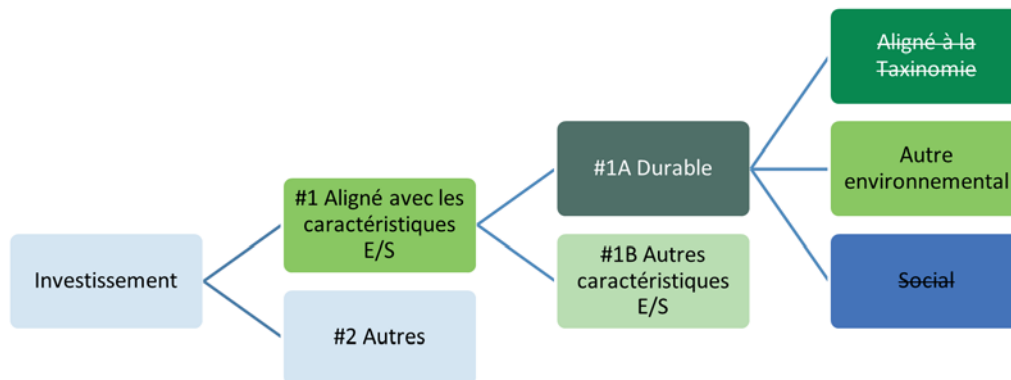 Investissement
#1 Aligné avec les
caractéristiques
E/S
#2 Autres
#1A Durable
#1B Autres
caractéristiques
E/S
Aligné à la
Taxinomie
Autre
environnemental
Social